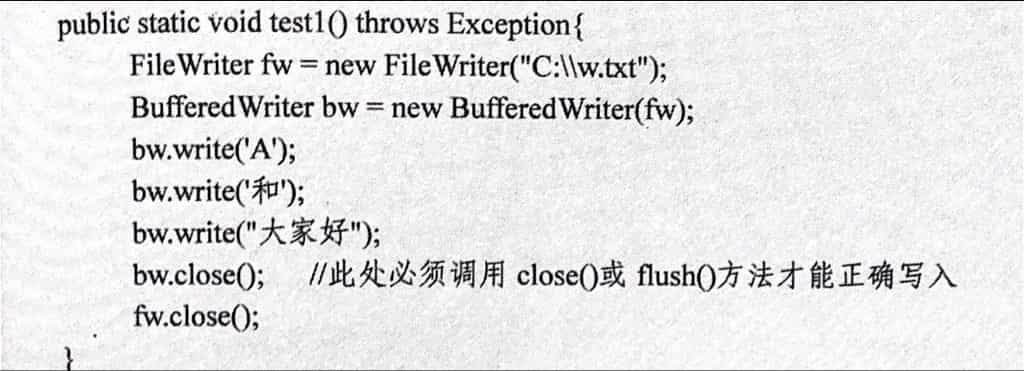 public static void test1() throws Exception{
FileWriter fw = new FileWriter("C:\\w.txt");
BufferedWriter bw = new BufferedWriter(fw);
bw.write('A');
bw.write('和');
bw.write("大家好");
bw.close(); //此处必须调用 close()或 flush()方法才能正确写入
fw.close();
}